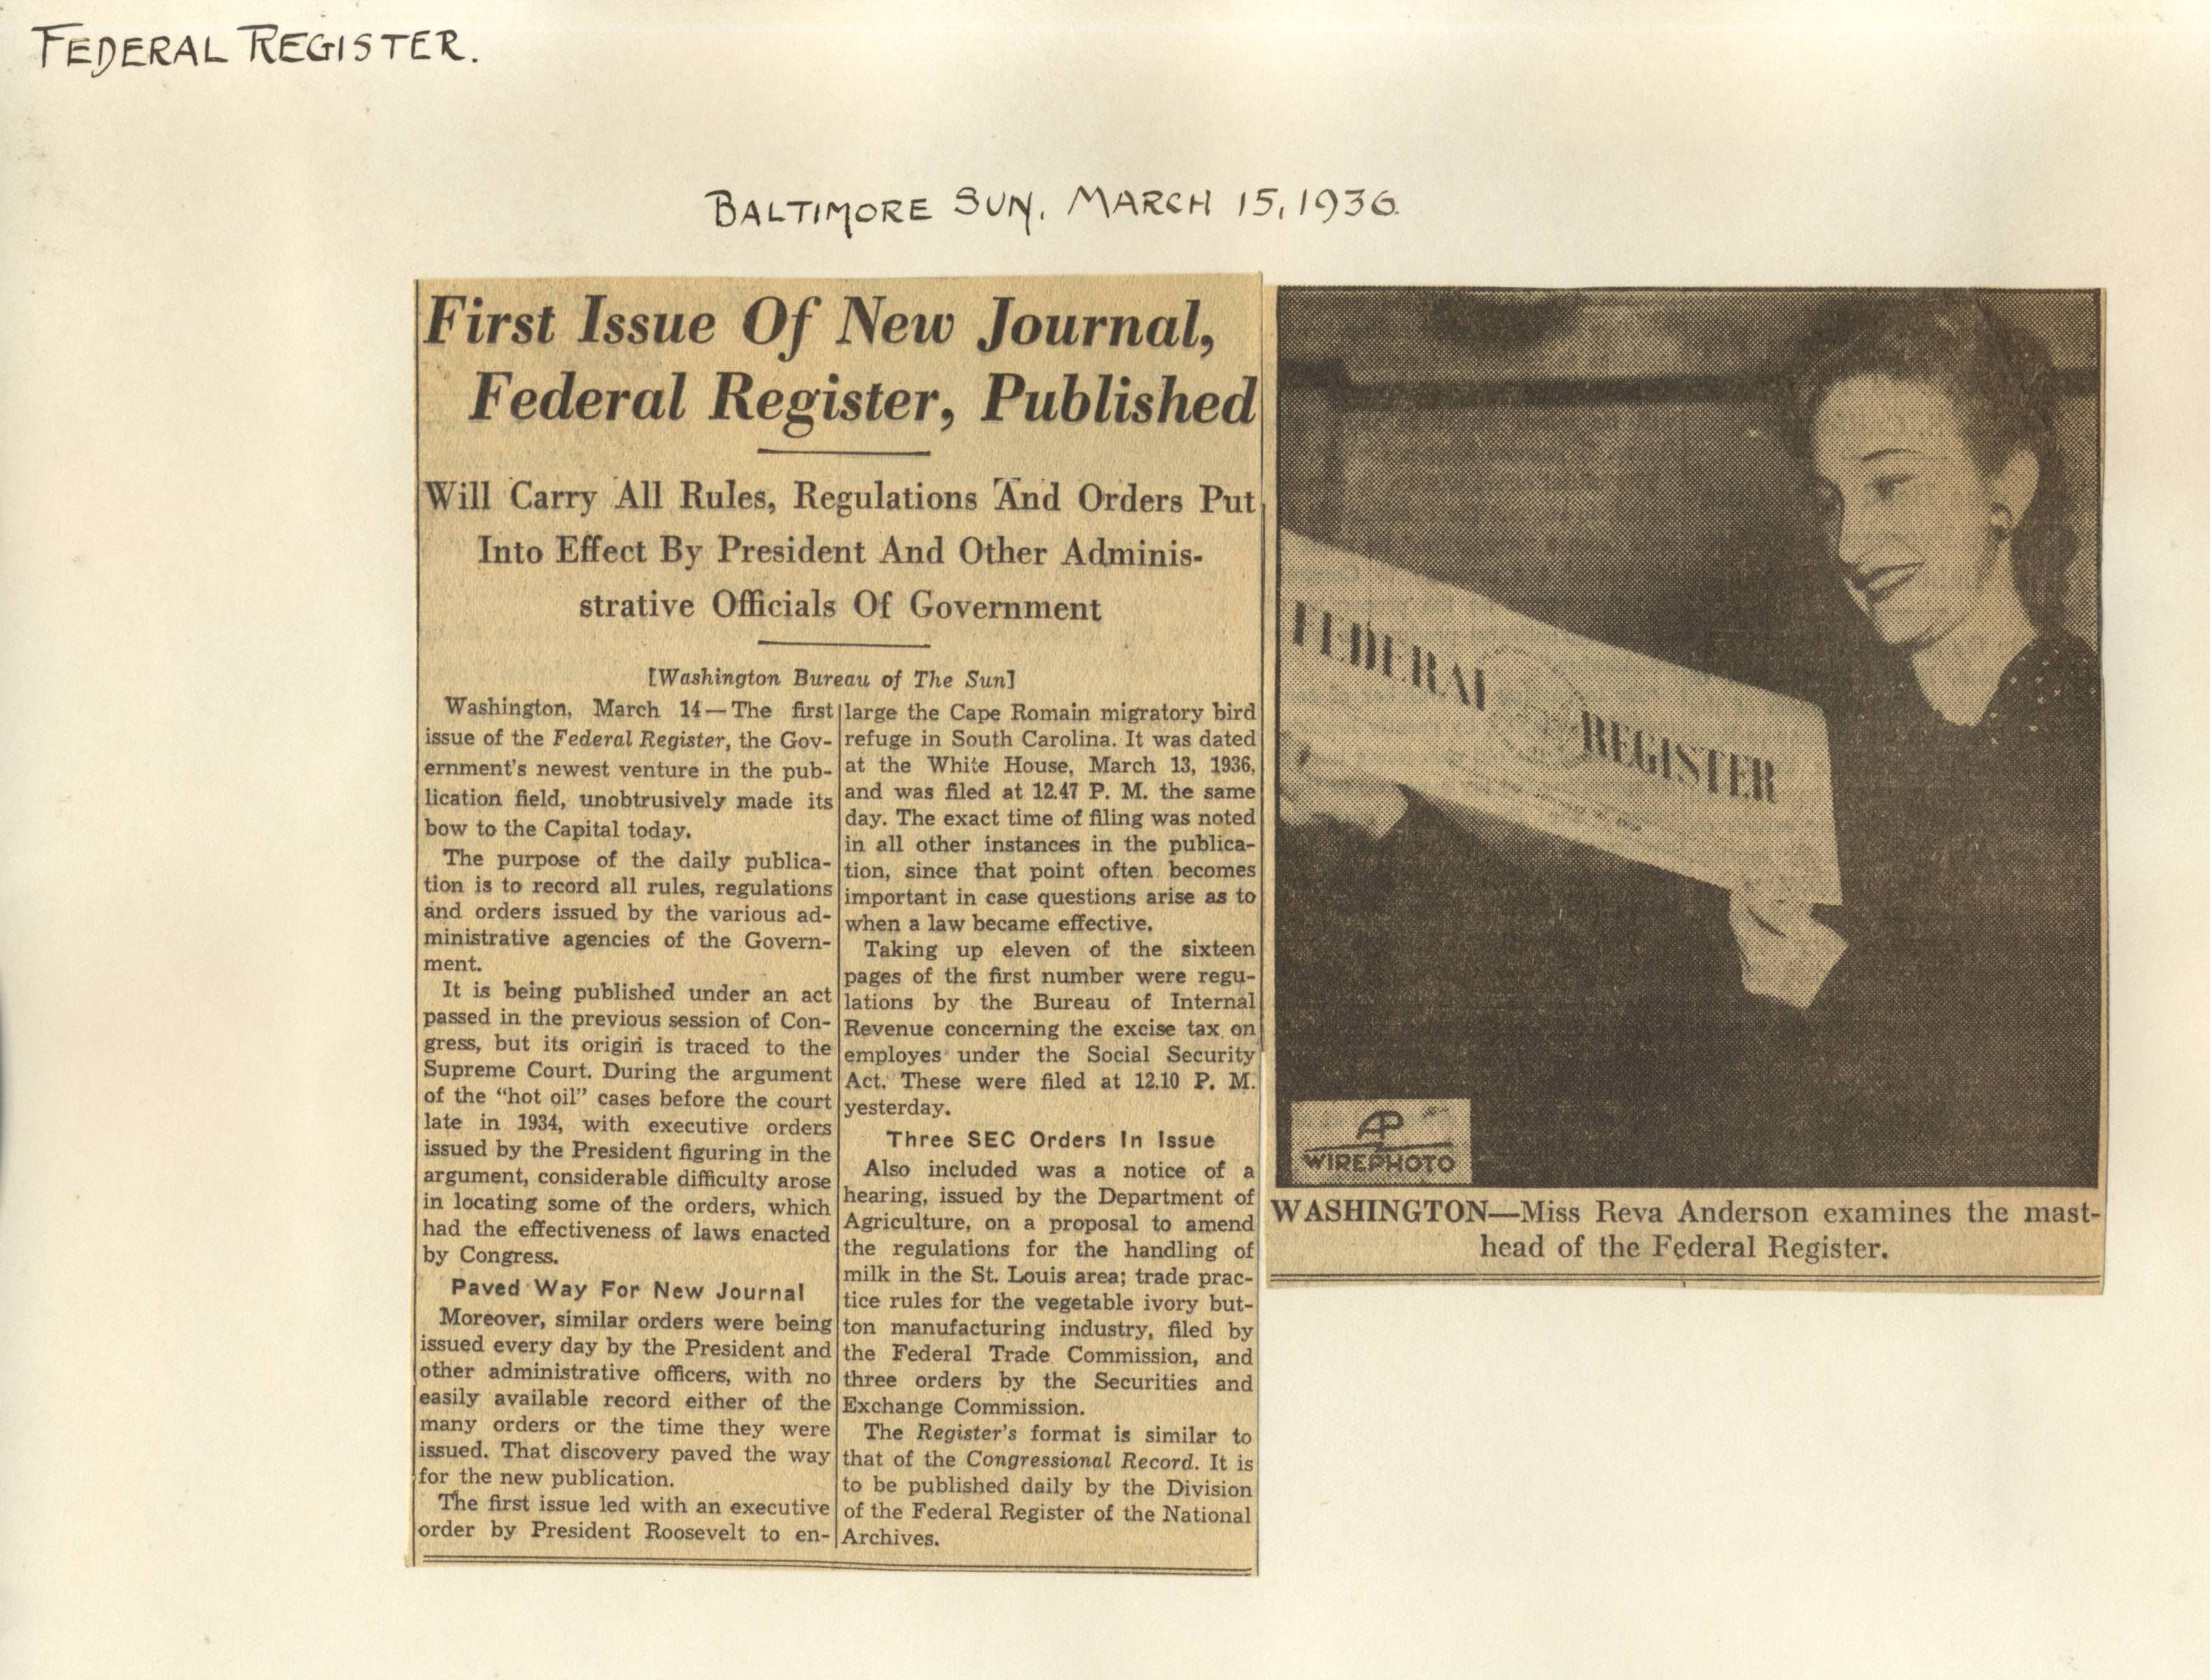 FEDERAL REGISTER.
BALTIMORE SUN, MARCH 15, 1936.
First Issue Of New Journal,
Federal Register, Published
Will Carry All Rules, Regulations And Orders Put
Into Effect By President And Other Adminis-
strative Officials Of Government
[Washington Bureau of The Sun]
Washington, March 14—The first
issue of the Federal Register, the Gov-
ernment's newest venture in the pub-
lication field, unobtrusively made its
bow to the Capital today.
The purpose of the daily publica-
tion is to record all rules, regulations
and orders issued by the various ad-
ministrative agencies of the Govern-
ment.
It is being published under an act
passed in the previous session of Con-
gress, but its origin is traced to the
Supreme Court. During the argument
of the "hot oil" cases before the court
late in 1934, with executive orders
issued by the President figuring in the
argument, considerable difficulty arose
in locating some of the orders, which
had the effectiveness of laws enacted
by Congress.
Paved Way For New Journal
Moreover, similar orders were being
issued every day by the President and
other administrative officers, with no
easily available record either of the
many orders or the time they were
issued. That discovery paved the way
for the new publication.
The first issue led with an executive
order by President Roosevelt to en-
large the Cape Romain migratory bird
refuge in South Carolina. It was dated
at the White House, March 13, 1936,
and was filed at 12.47 P. M. the same
day. The exact time of filing was noted
in all other instances in the publica-
tion, since that point often becomes
important in case questions arise as to
when a law became effective.
Taking up eleven of the sixteen
pages of the first number were regu-
lations by the Bureau of Internal
Revenue concerning the excise tax on
employes under the Social Security
Act. These were filed at 12.10 P. M.
yesterday.
Three SEC Orders In Issue
Also included was a notice of a
hearing, issued by the Department of
Agriculture, on a proposal to amend
the regulations for the handling of
milk in the St. Louis area; trade prac-
tice rules for the vegetable ivory but-
ton manufacturing industry, filed by
the Federal Trade Commission, and
three orders by the Securities and
Exchange Commission.
The Register's format is similar to
that of the Congressional Record. It is
to be published daily by the Division
of the Federal Register of the National
Archives.
FEDERAL REGISTER
AP
WIREPHOTO
WASHINGTON—Miss Reva Anderson examines the mast-
head of the Federal Register.